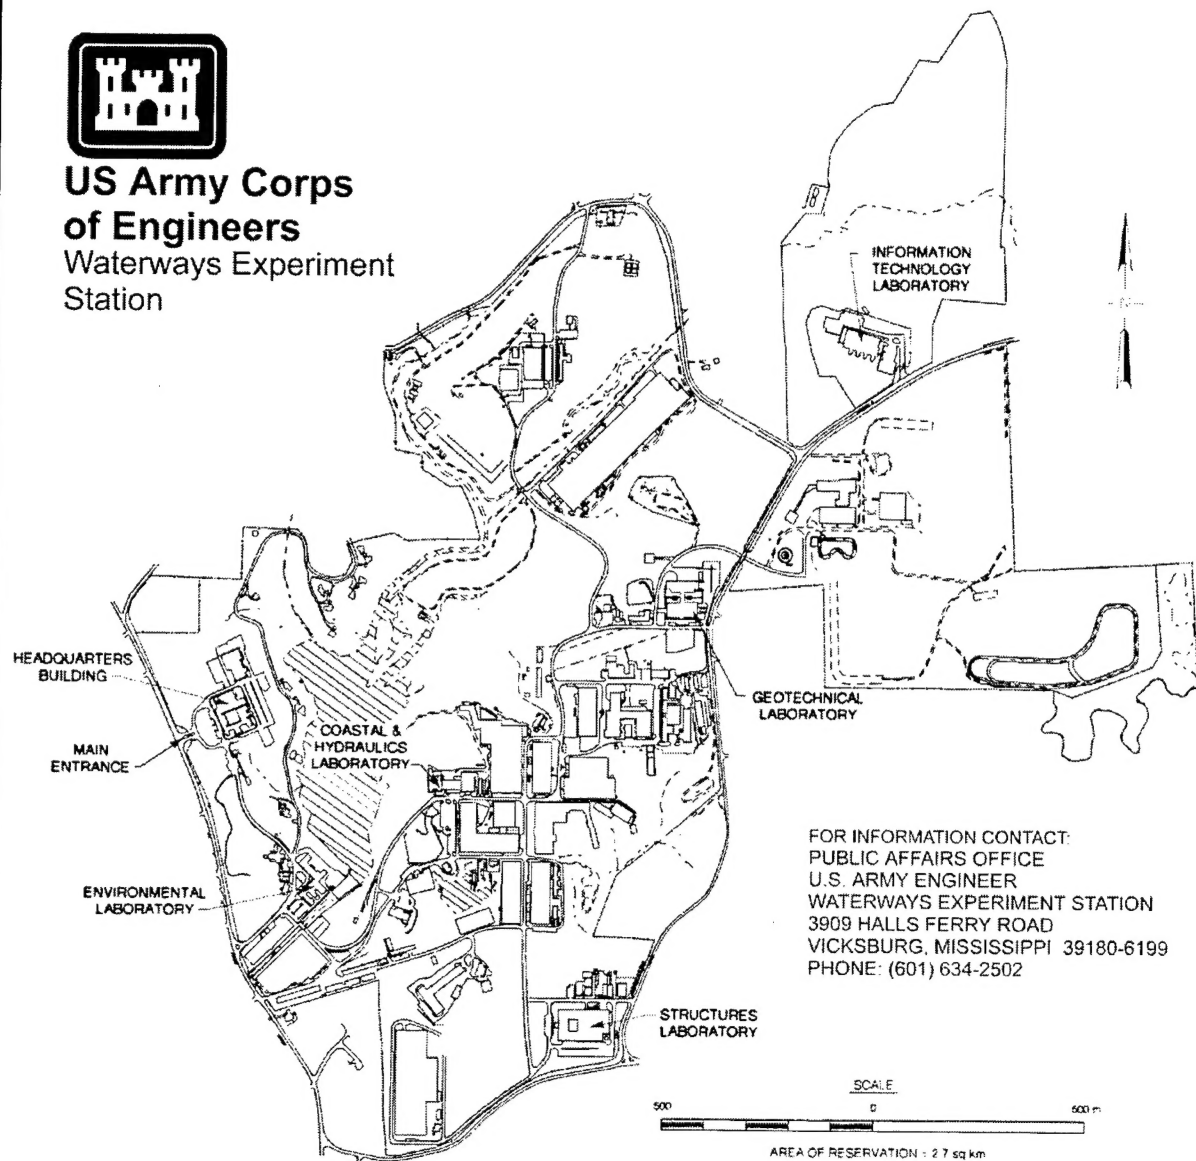 US Army Corps
of Engineers
Waterways Experiment
Station
INFORMATION
TECHNOLOGY
LABORATORY
HEADQUARTERS
BUILDING
MAIN
ENTRANCE
COASTAL &
HYDRAULICS
LABORATORY
GEOTECHNICAL
LABORATORY
ENVIRONMENTAL
LABORATORY
STRUCTURES
LABORATORY
FOR INFORMATION CONTACT:
PUBLIC AFFAIRS OFFICE
U.S. ARMY ENGINEER
WATERWAYS EXPERIMENT STATION
3909 HALLS FERRY ROAD
VICKSBURG, MISSISSIPPI 39180-6199
PHONE: (601) 634-2502
SCALE
500 0 500 m
AREA OF RESERVATION : 2.7 sq km